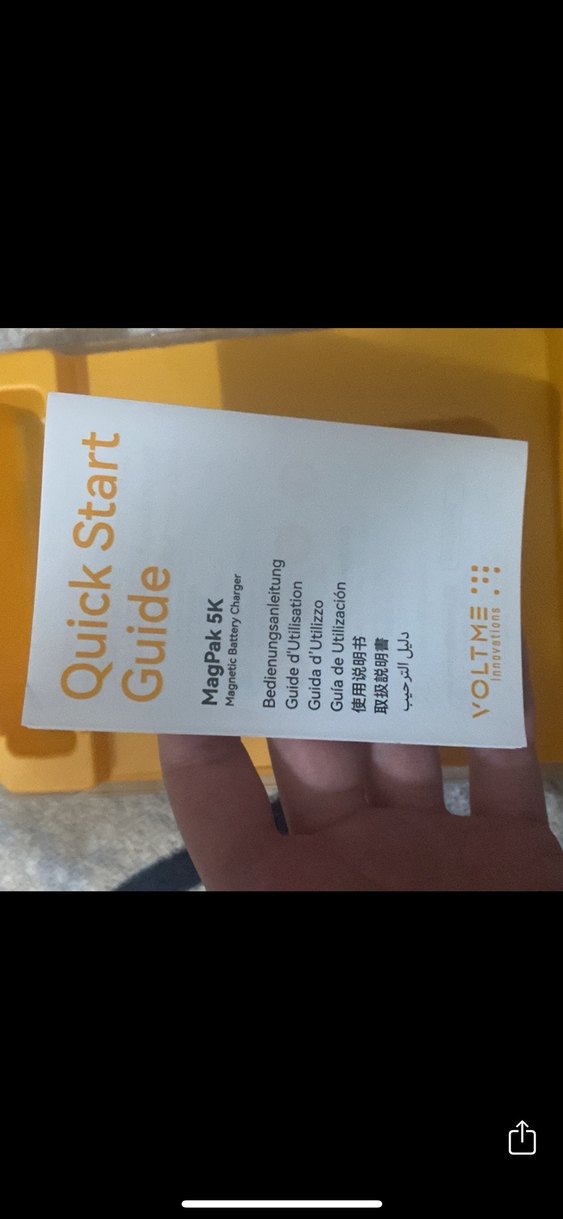 Quick Start
Guide
MagPak 5K
Magnetic Battery Charger
Bedienungsanleitung
Guide d'Utilisation
Guida d'Utilizzo
Guía de Utilización
使用说明书
取扱説明書
دليل الترحيب
VOLTME
Innovations